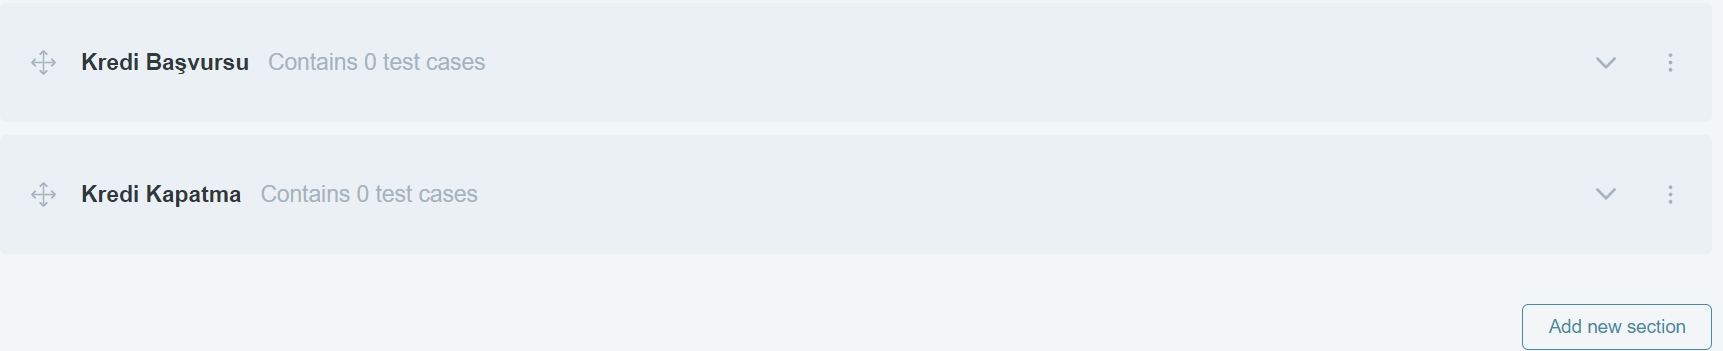 Kredi Başvursu Contains 0 test cases
Kredi Kapatma Contains 0 test cases
Add new section